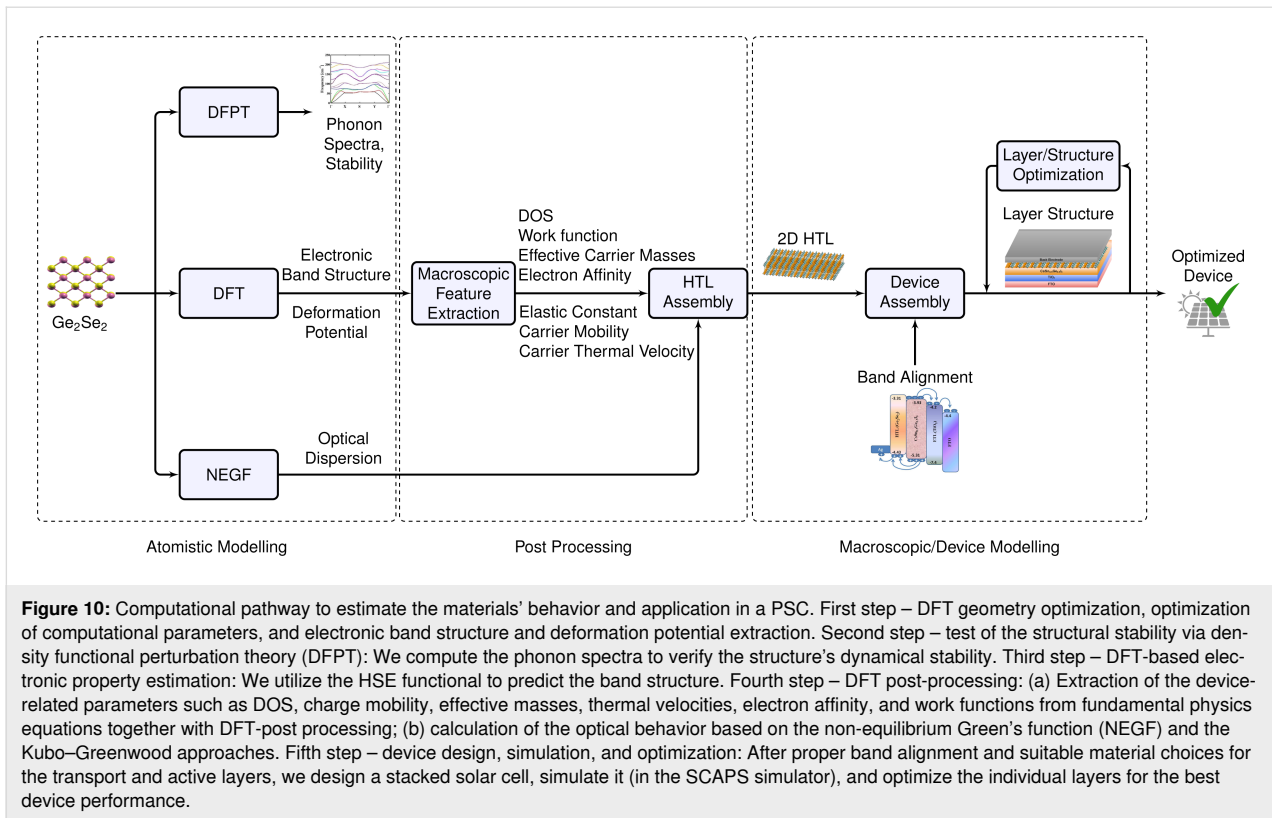 DFPT
Phonon
Spectra,
Stability
Ge2Se2
DFT
Electronic
Band Structure
Deformation
Potential
NEGF
Optical
Dispersion
Macroscopic
Feature
Extraction
DOS
Work function
Effective Carrier Masses
Electron Affinity
Elastic Constant
Carrier Mobility
Carrier Thermal Velocity
HTL
Assembly
2D HTL
Device
Assembly
Band Alignment
Layer/Structure
Optimization
Layer Structure
Optimized
Device
Atomistic Modelling
Post Processing
Macroscopic/Device Modelling
Figure 10: Computational pathway to estimate the materials’ behavior and application in a PSC. First step – DFT geometry optimization, optimization
of computational parameters, and electronic band structure and deformation potential extraction. Second step – test of the structural stability via den-
sity functional perturbation theory (DFPT): We compute the phonon spectra to verify the structure’s dynamical stability. Third step – DFT-based elec-
tronic property estimation: We utilize the HSE functional to predict the band structure. Fourth step – DFT post-processing: (a) Extraction of the device-
related parameters such as DOS, charge mobility, effective masses, thermal velocities, electron affinity, and work functions from fundamental physics
equations together with DFT-post processing; (b) calculation of the optical behavior based on the non-equilibrium Green’s function (NEGF) and the
Kubo–Greenwood approaches. Fifth step – device design, simulation, and optimization: After proper band alignment and suitable material choices for
the transport and active layers, we design a stacked solar cell, simulate it (in the SCAPS simulator), and optimize the individual layers for the best
device performance.